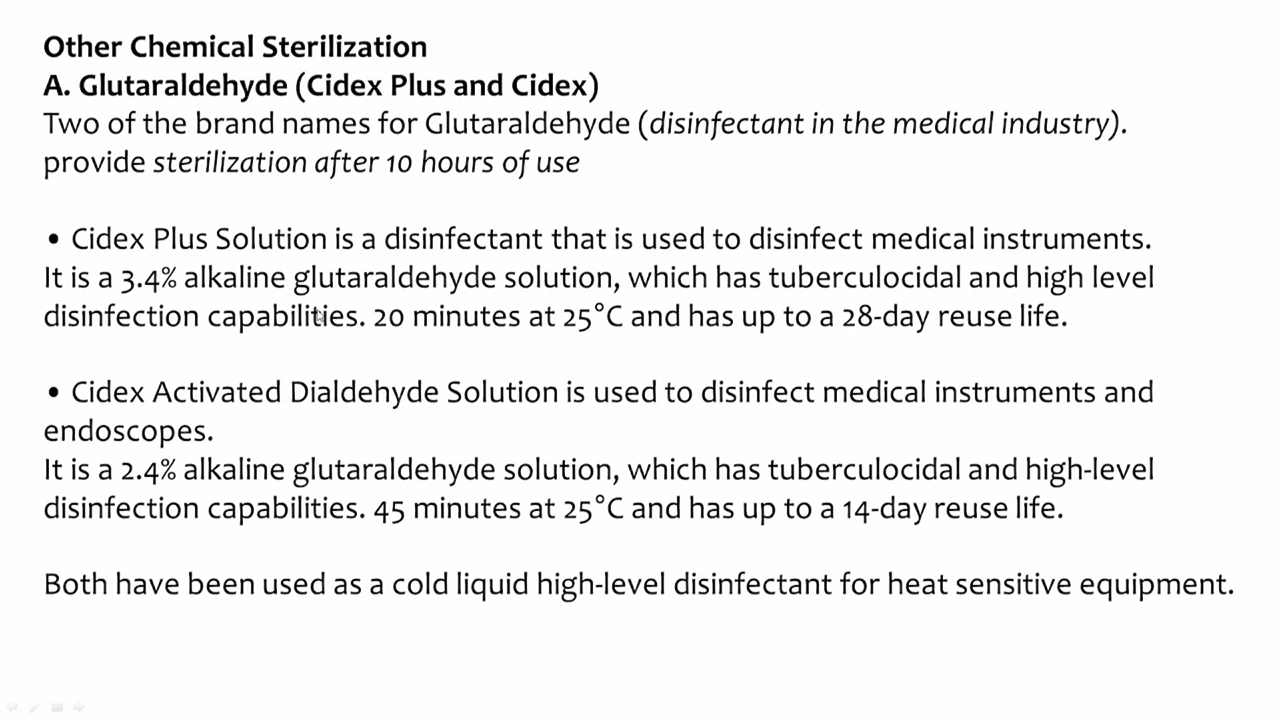 Other Chemical Sterilization
A. Glutaraldehyde (Cidex Plus and Cidex)
Two of the brand names for Glutaraldehyde (disinfectant in the medical industry).
provide sterilization after 10 hours of use
• Cidex Plus Solution is a disinfectant that is used to disinfect medical instruments.
It is a 3.4% alkaline glutaraldehyde solution, which has tuberculocidal and high level
disinfection capabilities. 20 minutes at 25°C and has up to a 28-day reuse life.
• Cidex Activated Dialdehyde Solution is used to disinfect medical instruments and
endoscopes.
It is a 2.4% alkaline glutaraldehyde solution, which has tuberculocidal and high-level
disinfection capabilities. 45 minutes at 25°C and has up to a 14-day reuse life.
Both have been used as a cold liquid high-level disinfectant for heat sensitive equipment.